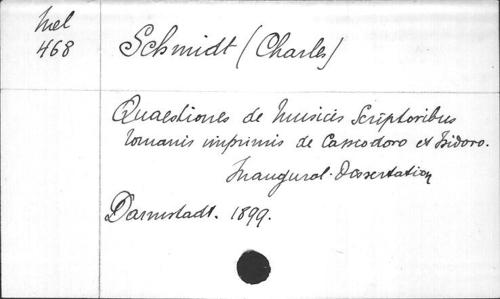 Mel
468
Schmidt (Charles)
Quaestiones de musicis scriptoribus
romanis imprimis de Cassiodoro et Isidoro.
Inaugural-Dissertation
Darmstadt. 1899.